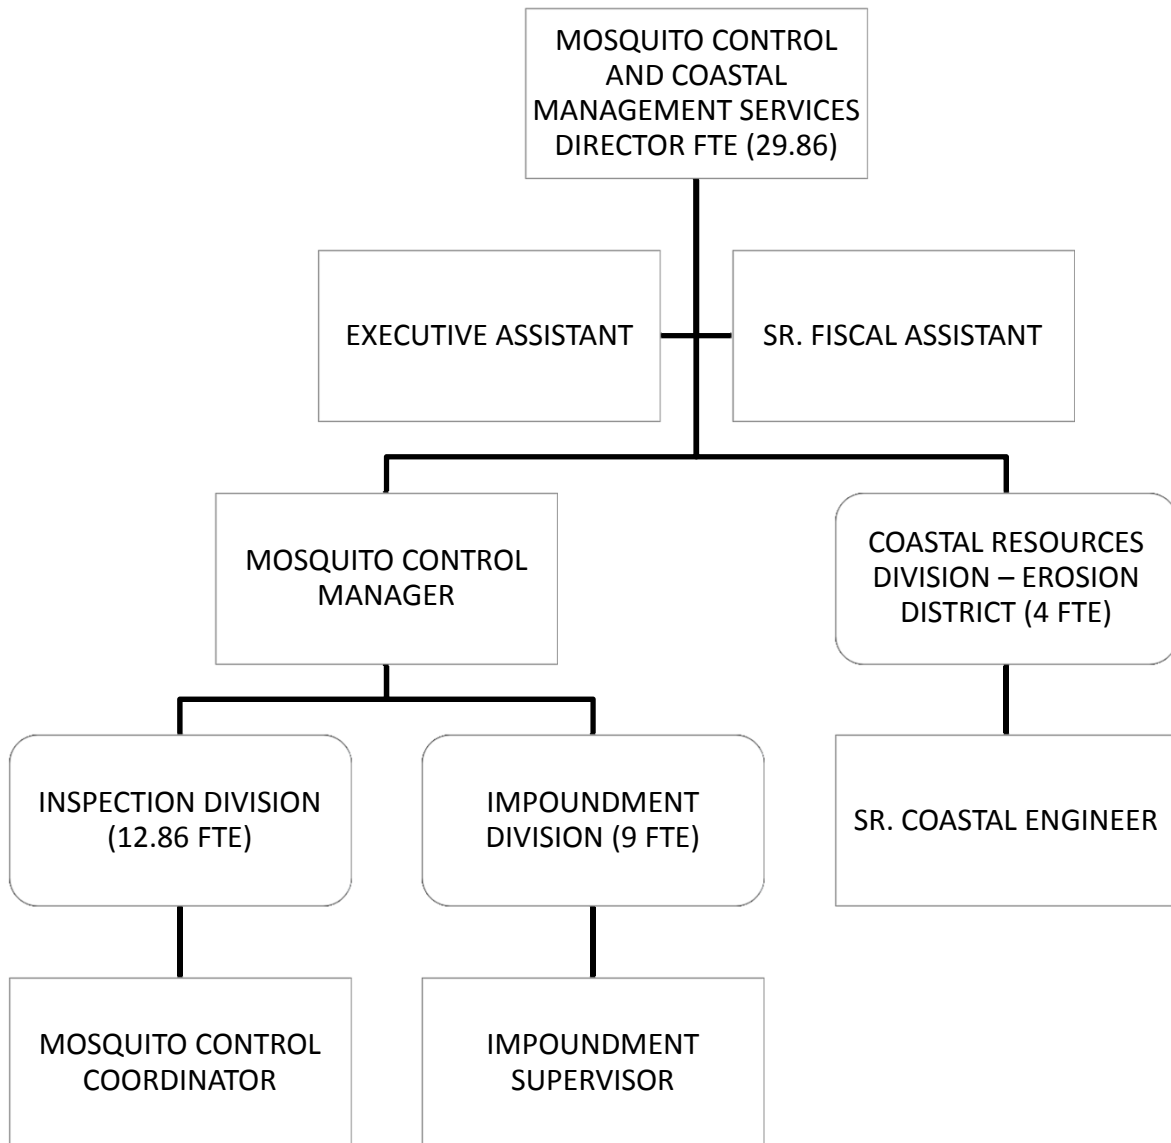 MOSQUITO CONTROL
AND COASTAL
MANAGEMENT SERVICES
DIRECTOR FTE (29.86)
EXECUTIVE ASSISTANT
SR. FISCAL ASSISTANT
MOSQUITO CONTROL
MANAGER
COASTAL RESOURCES
DIVISION – EROSION
DISTRICT (4 FTE)
INSPECTION DIVISION
(12.86 FTE)
IMPOUNDMENT
DIVISION (9 FTE)
SR. COASTAL ENGINEER
MOSQUITO CONTROL
COORDINATOR
IMPOUNDMENT
SUPERVISOR